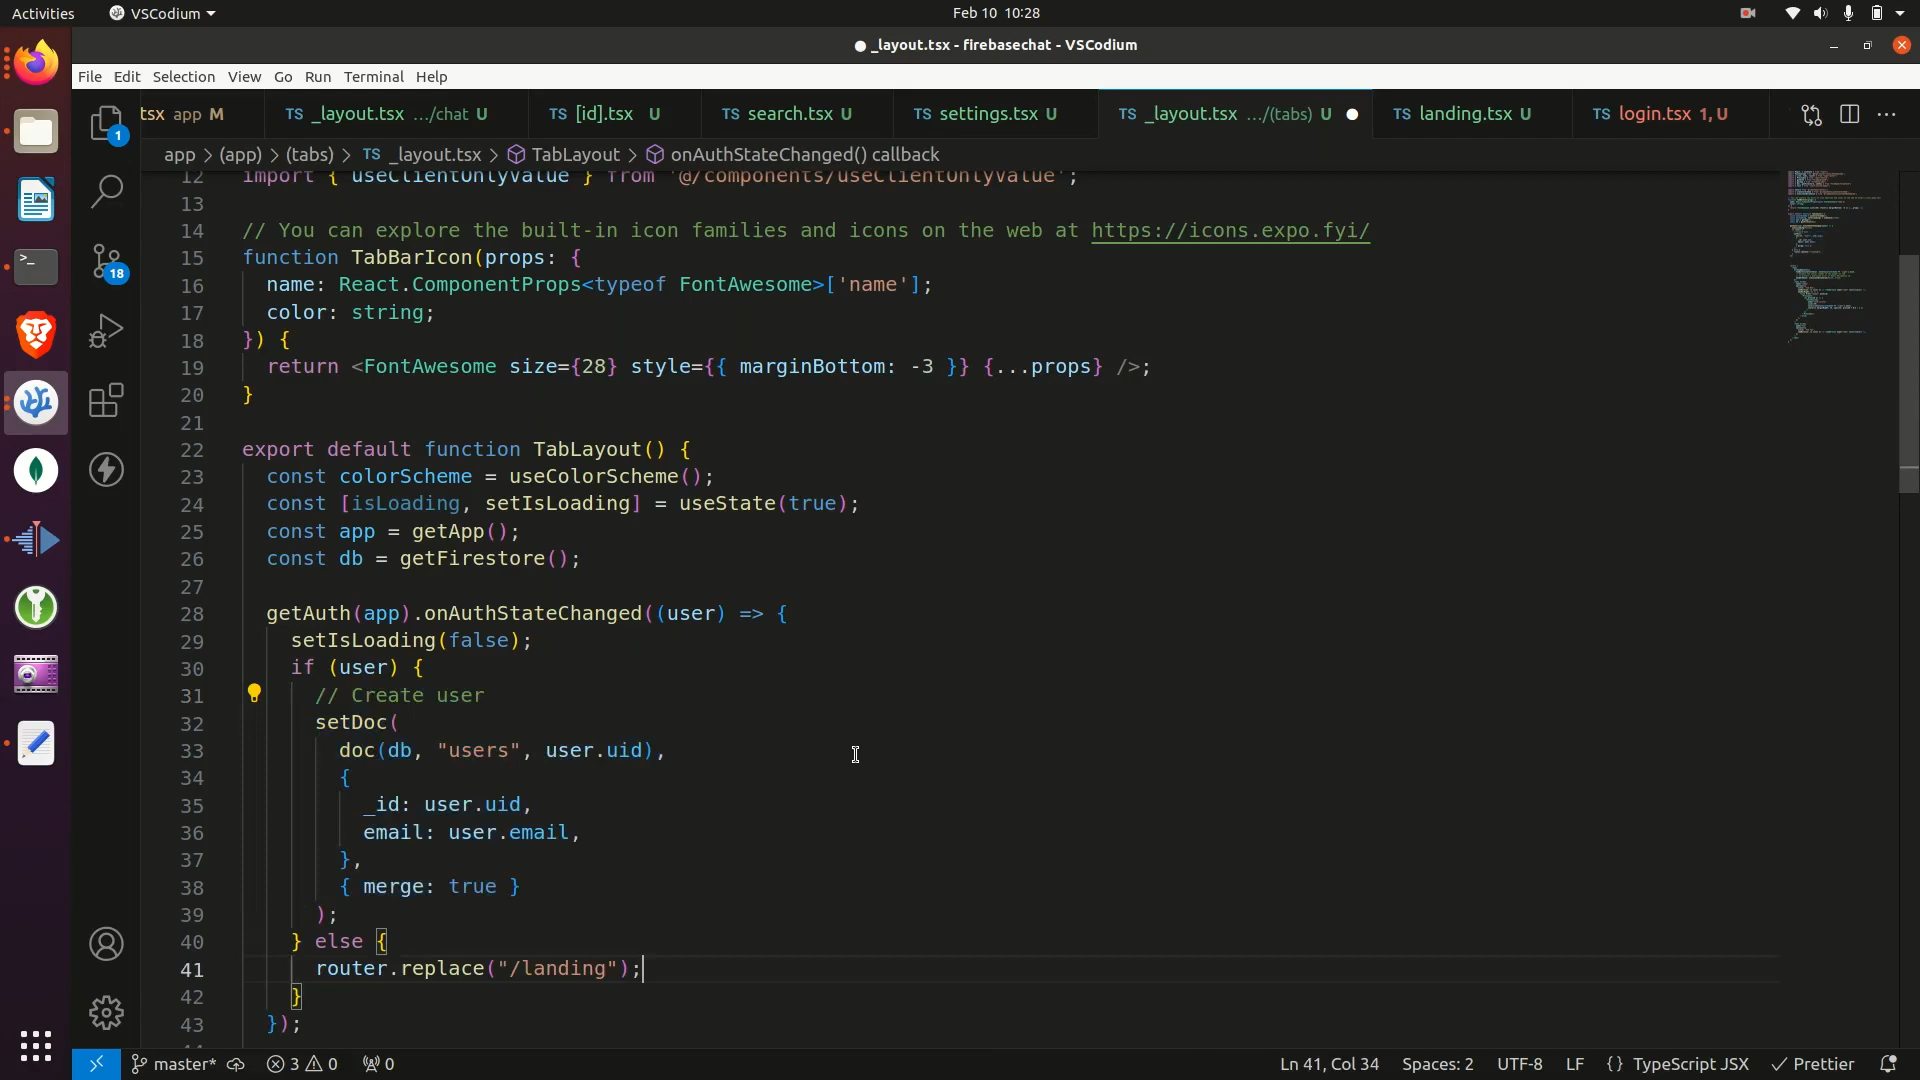 Activities VSCodium Feb 10 10:28
_layout.tsx - firebasechat - VSCodium
File Edit Selection View Go Run Terminal Help
tsx app M TS _layout.tsx .../chat U TS [id].tsx U TS search.tsx U TS settings.tsx U TS _layout.tsx .../(tabs) U TS landing.tsx U TS login.tsx 1, U
app > (app) > (tabs) > TS _layout.tsx > TabLayout > onAuthStateChanged() callback
12 import { useClientOnlyValue } from '@/components/useClientOnlyValue';
13
14 // You can explore the built-in icon families and icons on the web at https://icons.expo.fyi/
15 function TabBarIcon(props: {
16 name: React.ComponentProps<typeof FontAwesome>['name'];
17 color: string;
18 }) {
19 return <FontAwesome size={28} style={{ marginBottom: -3 }} {...props} />;
20 }
21
22 export default function TabLayout() {
23 const colorScheme = useColorScheme();
24 const [isLoading, setIsLoading] = useState(true);
25 const app = getApp();
26 const db = getFirestore();
27
28 getAuth(app).onAuthStateChanged((user) => {
29 setIsLoading(false);
30 if (user) {
31 // Create user
32 setDoc(
33 doc(db, "users", user.uid),
34 {
35 _id: user.uid,
36 email: user.email,
37 },
38 { merge: true }
39 );
40 } else {
41 router.replace("/landing");
42 }
43 });
1
18
master* 3 0 0 Ln 41, Col 34 Spaces: 2 UTF-8 LF {} TypeScript JSX Prettier